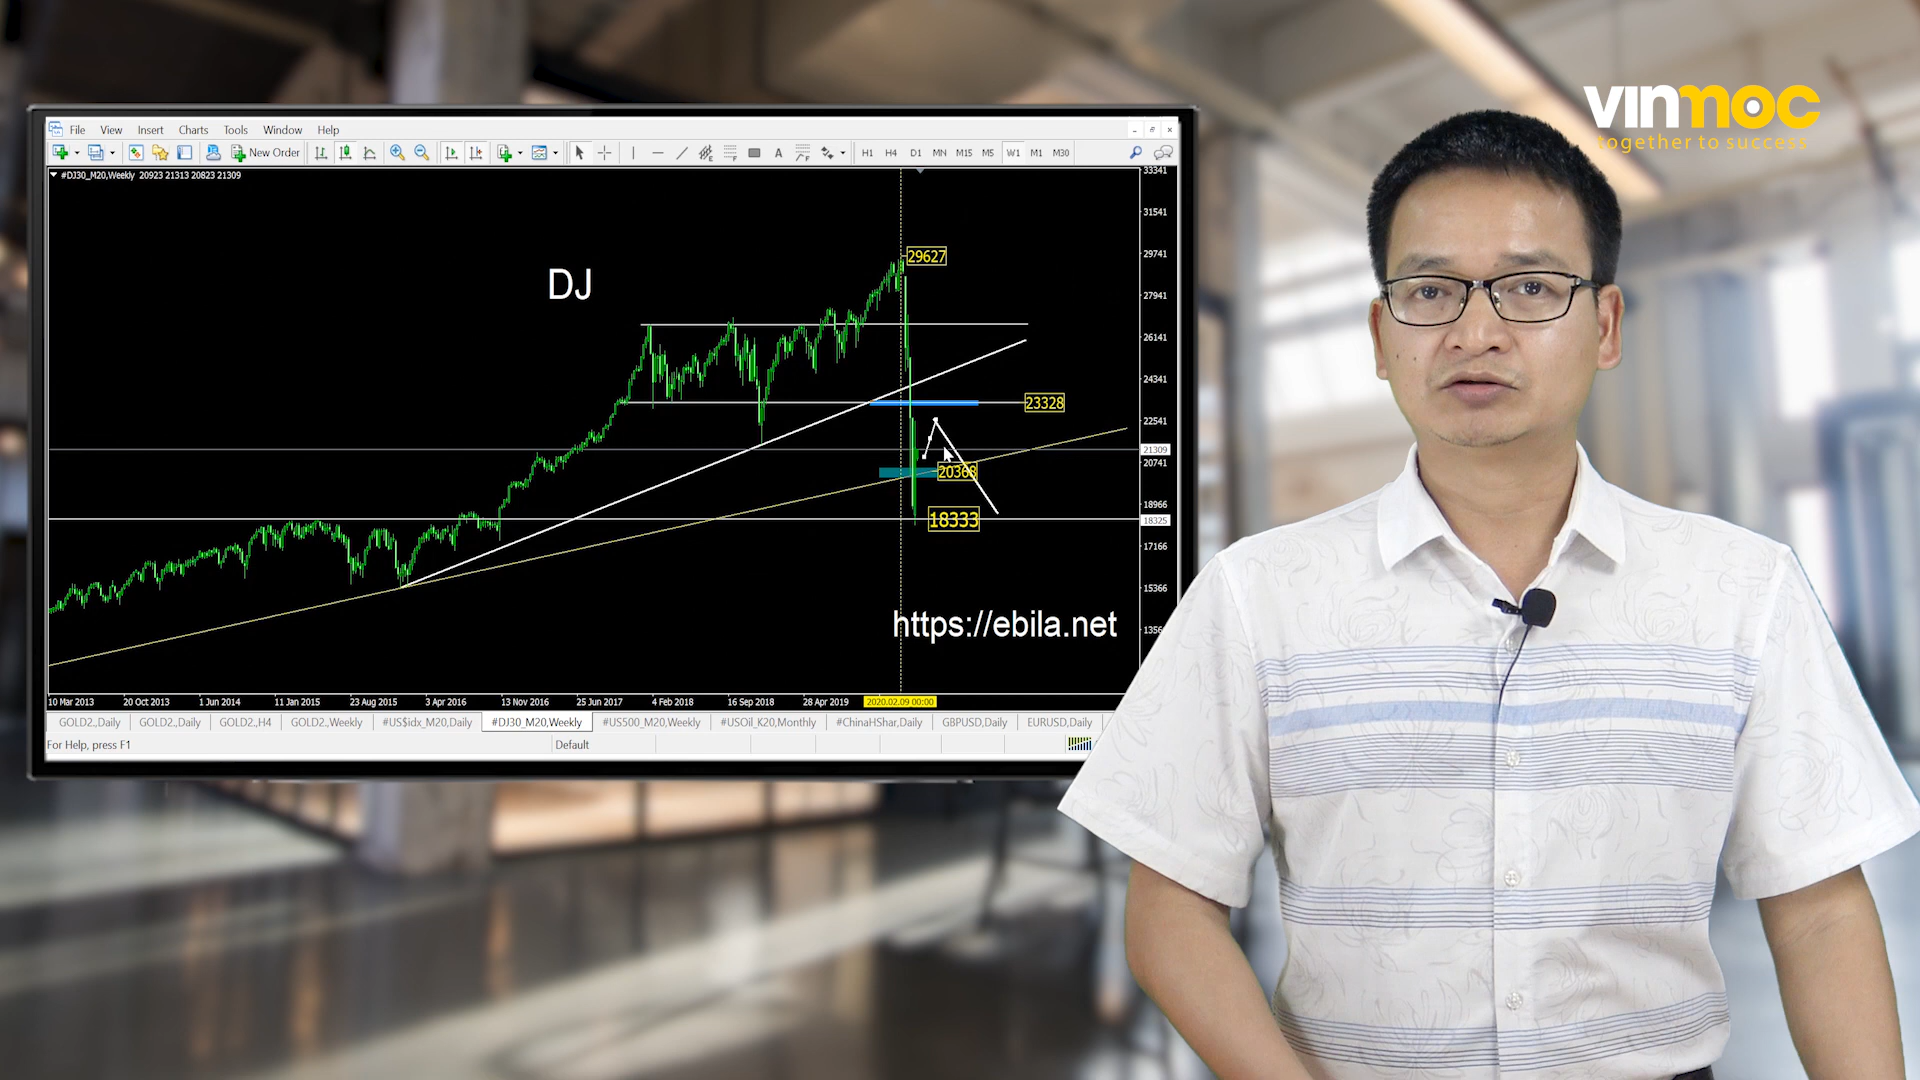 vinmoc
together to success
File View Insert Charts Tools Window Help
New Order H1 H4 D1 MN M15 M5 W1 M1 M30
#DJ30_M20,Weekly 20923 21313 20823 21309
33341
31541
29741
27941
26141
24341
22541
21309
20741
18966
18325
17166
15366
1356
29627
DJ
23328
20368
18333
https://ebila.net
10 Mar 2013 20 Oct 2013 1 Jun 2014 11 Jan 2015 23 Aug 2015 3 Apr 2016 13 Nov 2016 25 Jun 2017 4 Feb 2018 16 Sep 2018 28 Apr 2019 2020.02.09 00:00
GOLD2.,Daily GOLD2.,Daily GOLD2.,H4 GOLD2.,Weekly #US$idx_M20,Daily #DJ30_M20,Weekly #US500_M20,Weekly #USOil_K20,Monthly #ChinaHShar,Daily GBPUSD,Daily EURUSD,Daily
For Help, press F1 Default